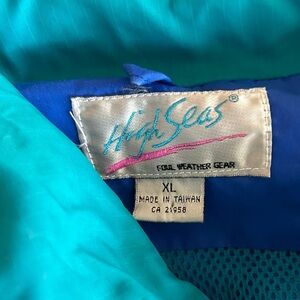 High Seas®
FOUL WEATHER GEAR
XL
MADE IN TAIWAN
CA 21958